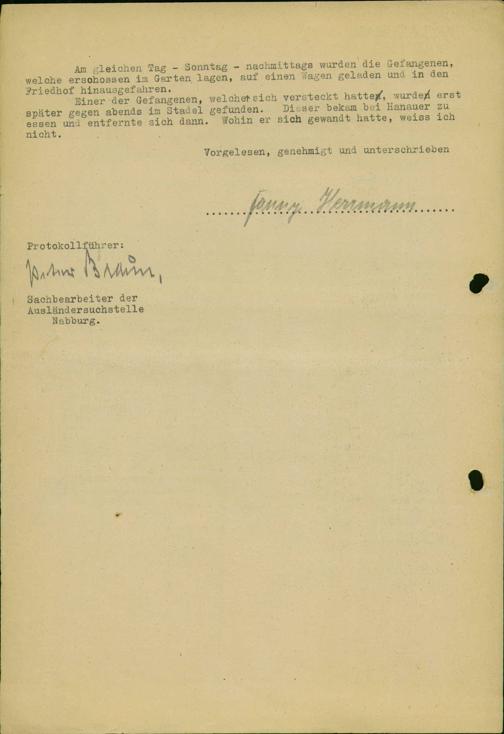 Am gleichen Tag - Sonntag - nachmittags wurden die Gefangenen,
welche erschossen im Garten lagen, auf einen Wagen geladen und in den
Friedhof hinausgefahren.
Einer der Gefangenen, welcher sich versteckt hatte, wurde erst
später gegen abends im Stadel gefunden. Dieser bekam bei Hanauer zu
essen und entfernte sich dann. Wohin er sich gewandt hatte, weiss ich
nicht.
Vorgelesen, genehmigt und unterschrieben
Fanny Herrmann
Protokollführer:
Peter Braun,
Sachbearbeiter der
Ausländersuchstelle
Nabburg.